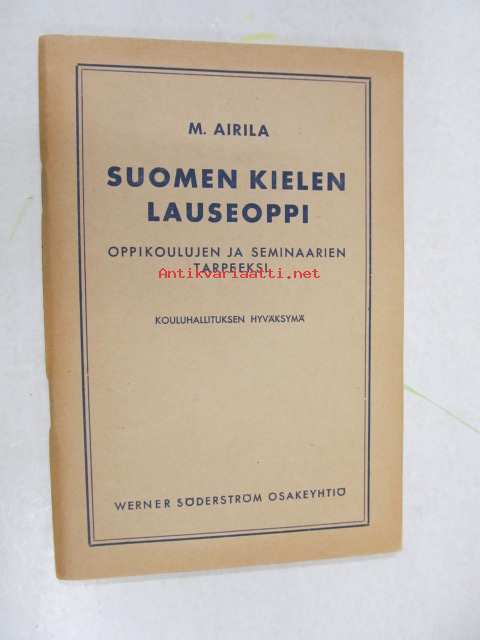 M. AIRILA
SUOMEN KIELEN
LAUSEOPPI
OPPIKOULUJEN JA SEMINAARIEN
TARPEEKSI
Antikvariaatti.net
KOULUHALLITUKSEN HYVÄKSYMÄ
WERNER SÖDERSTRÖM OSAKEYHTIÖ